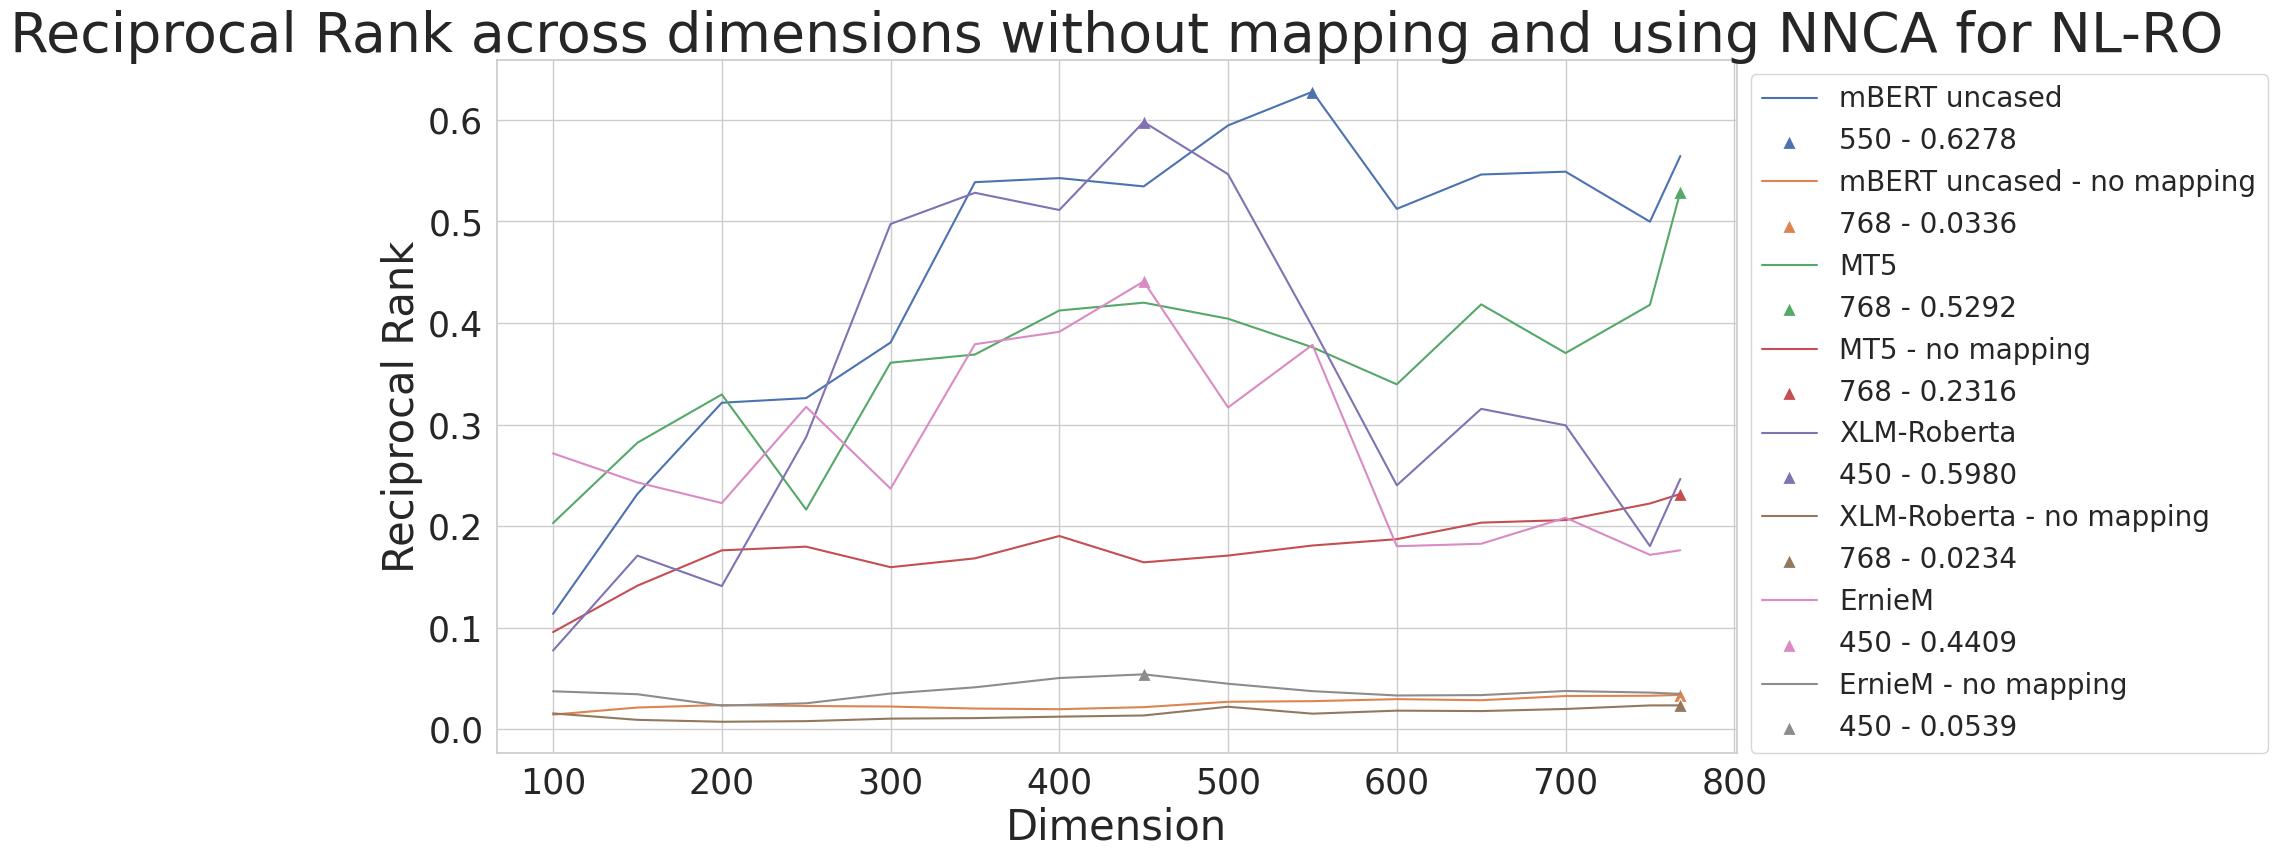 Reciprocal Rank across dimensions without mapping and using NNCA for NL-RO
Reciprocal Rank
0.6
0.5
0.4
0.3
0.2
0.1
0.0
100 200 300 400 500 600 700 800
Dimension
mBERT uncased
550 - 0.6278
mBERT uncased - no mapping
768 - 0.0336
MT5
768 - 0.5292
MT5 - no mapping
768 - 0.2316
XLM-Roberta
450 - 0.5980
XLM-Roberta - no mapping
768 - 0.0234
ErnieM
450 - 0.4409
ErnieM - no mapping
450 - 0.0539